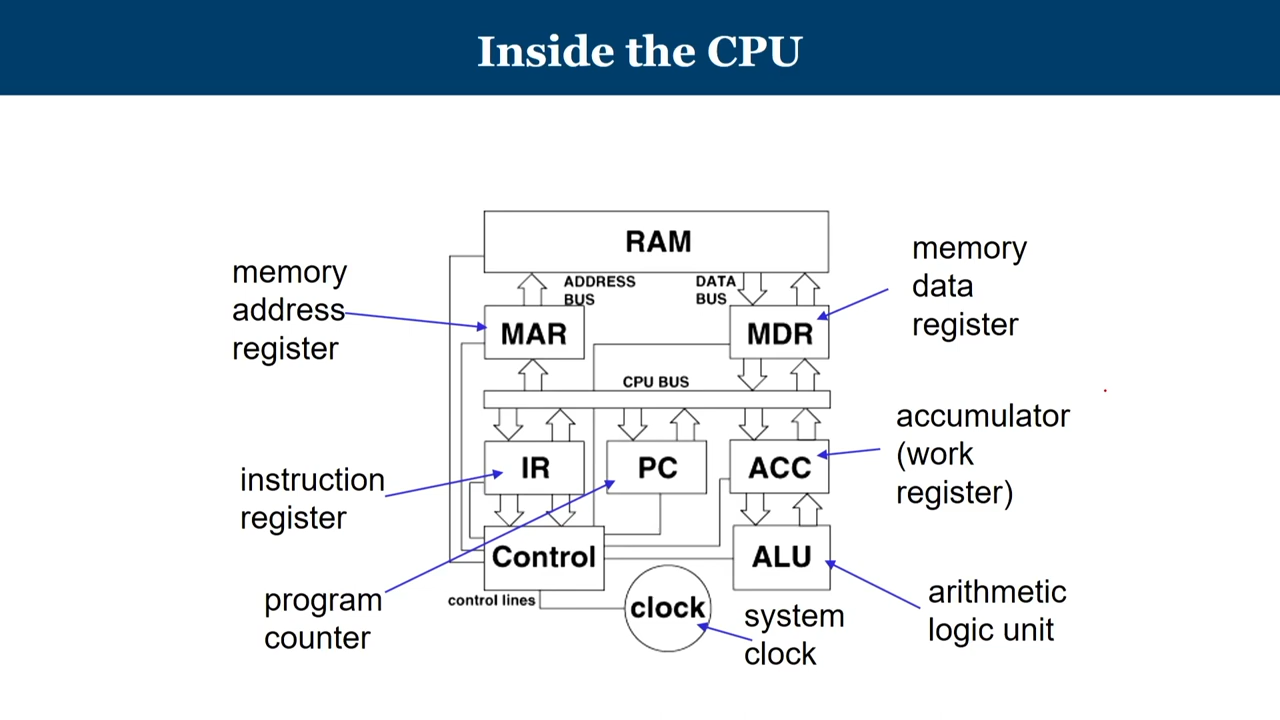 Inside the CPU
RAM
memory
address
register
ADDRESS
BUS
DATA
BUS
memory
data
register
MAR
MDR
CPU BUS
accumulator
(work
register)
instruction
register
IR
PC
ACC
Control
ALU
program
counter
control lines
clock
system
clock
arithmetic
logic unit